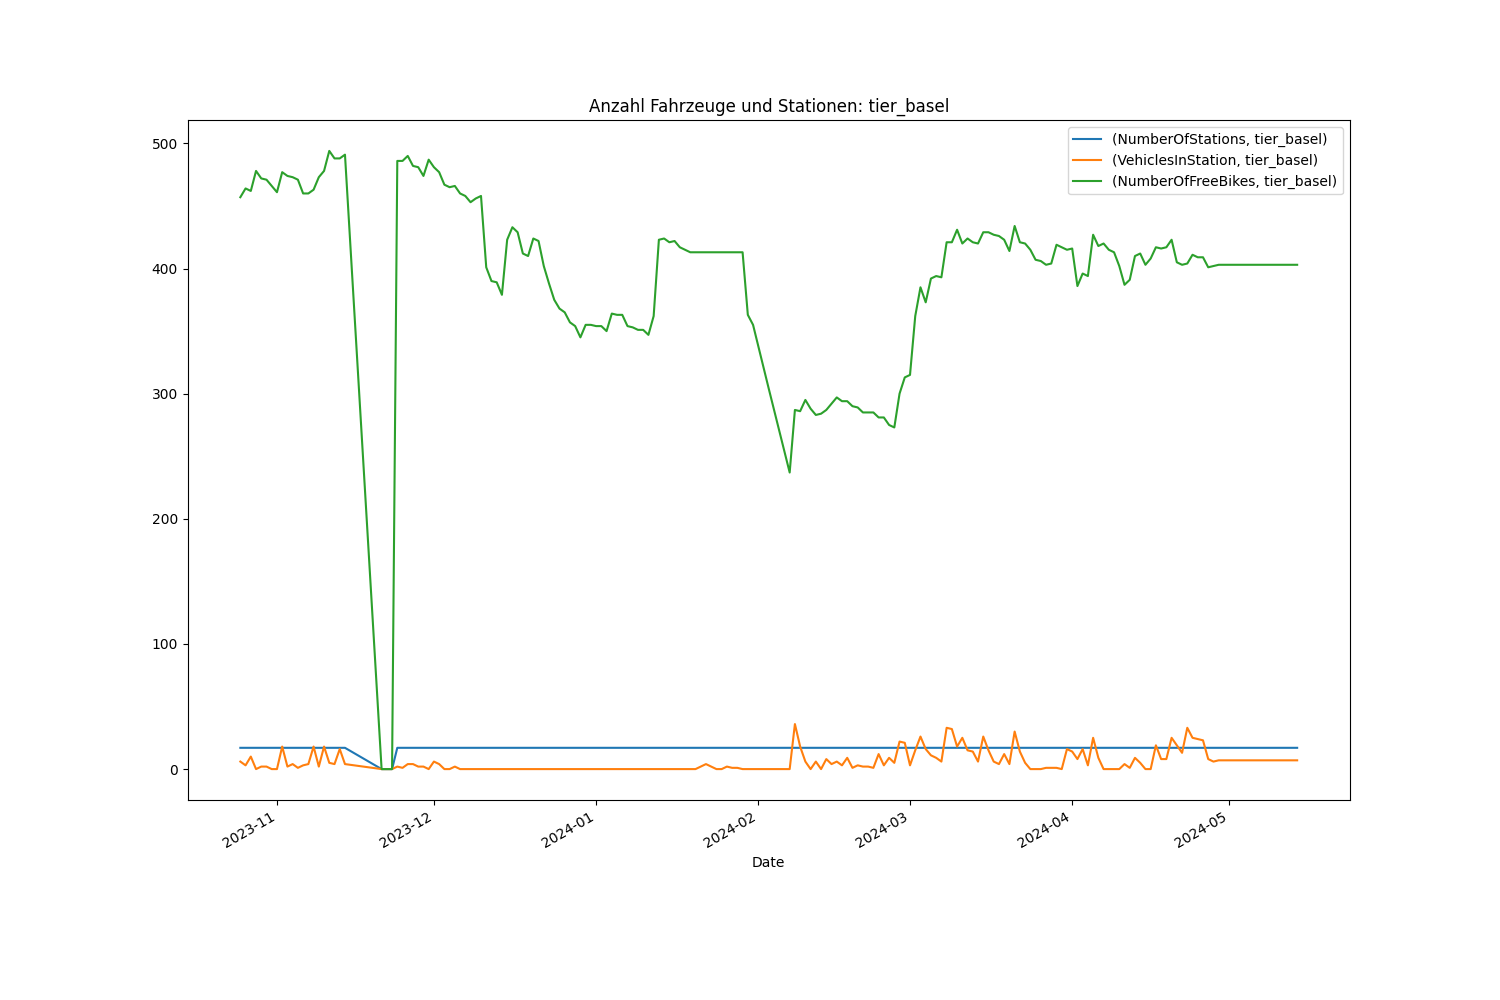 Anzahl Fahrzeuge und Stationen: tier_basel
(NumberOfStations, tier_basel)
(VehiclesInStation, tier_basel)
(NumberOfFreeBikes, tier_basel)
500
400
300
200
100
0
2023-11
2023-12
2024-01
2024-02
2024-03
2024-04
2024-05
Date